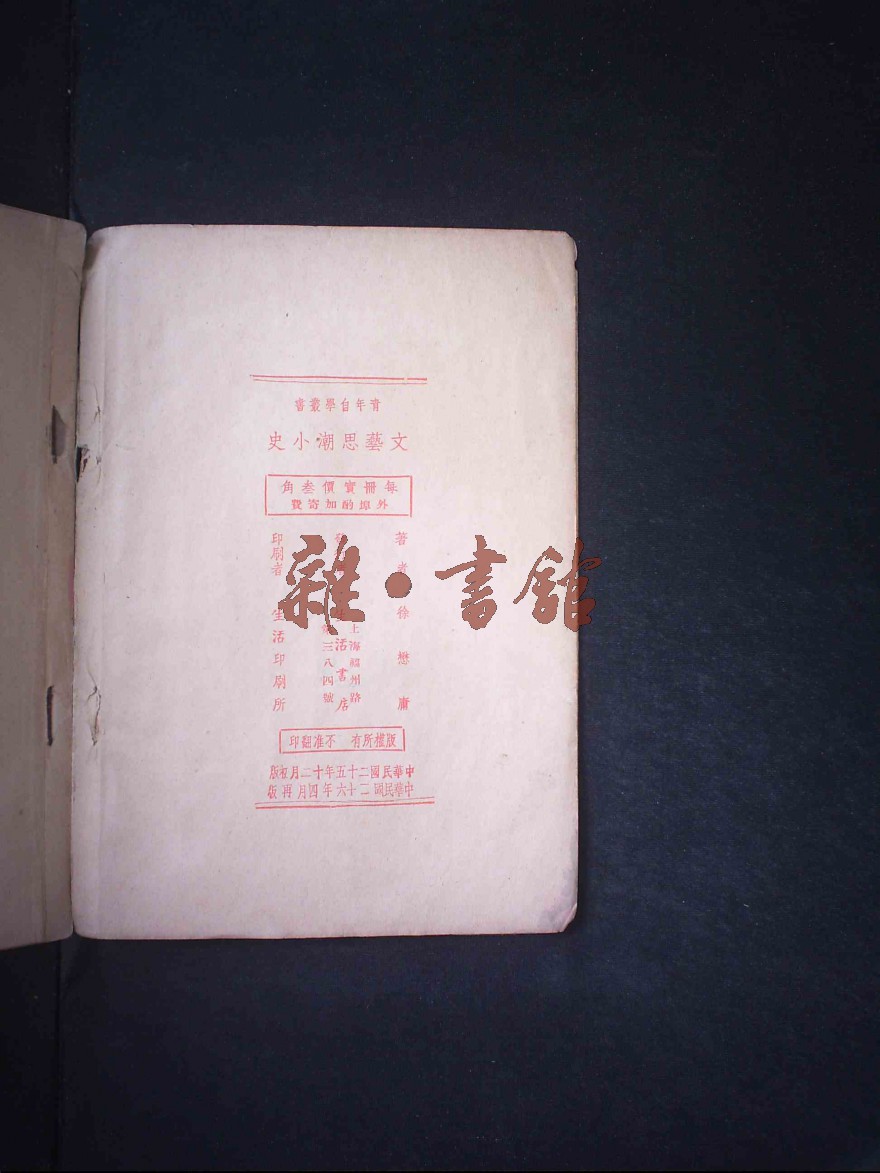 青年自學叢書
文藝思潮小史
每冊實價叁角
外埠酌加寄費
著者 徐懋庸
上海福州路
三八四號
活書店
印刷者 生活印刷所
版權所有 不准翻印
中華民國二十五年十二月初版
中華民國二十六年四月再版
雜·書館